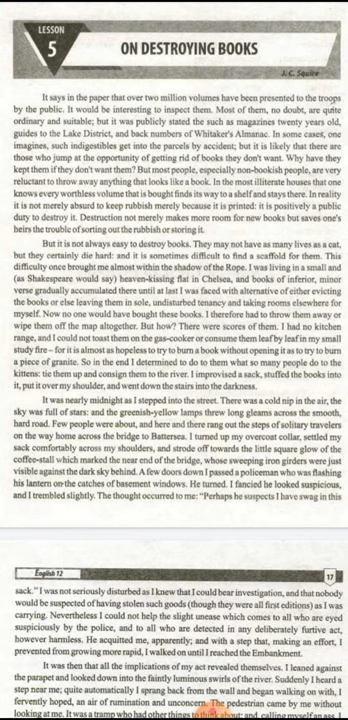 LESSON
5
ON DESTROYING BOOKS
J. C. Squire
It says in the paper that over two million volumes have been presented to the troops
by the public. It would be interesting to inspect them. Most of them, no doubt, are quite
ordinary and suitable; but it was publicly stated the such as magazines twenty years old,
guides to the Lake District, and back numbers of Whitaker's Almanac. In some cases, one
imagines, such indigestibles get into the parcels by accident; but it is likely that there are
those who jump at the opportunity of getting rid of books they don't want. Why have they
kept them if they don't want them? But most people, especially non-bookish people, are very
reluctant to throw away anything that looks like a book. In the most illiterate houses that one
knows every worthless volume that is bought finds its way to a shelf and stays there. In reality
it is not merely absurd to keep rubbish merely because it is printed: it is positively a public
duty to destroy it. Destruction not merely makes more room for new books but saves one's
heirs the trouble of sorting out the rubbish or storing it.
But it is not always easy to destroy books. They may not have as many lives as a cat,
but they certainly die hard: and it is sometimes difficult to find a scaffold for them. This
difficulty once brought me almost within the shadow of the Rope. I was living in a small and
(as Shakespeare would say) heaven-kissing flat in Chelsea, and books of inferior, minor
verse gradually accumulated there until at last I was faced with alternative of either evicting
the books or else leaving them in sole, undisturbed tenancy and taking rooms elsewhere for
myself. Now no one would have bought these books. I therefore had to throw them away or
wipe them off the map altogether. But how? There were scores of them. I had no kitchen
range, and I could not toast them on the gas-cooker or consume them leaf by leaf in my small
study fire – for it is almost as hopeless to try to burn a book without opening it as to try to burn
a piece of granite. So in the end I determined to do to them what so many people do to the
kittens: tie them up and consign them to the river. I improvised a sack, stuffed the books into
it, put it over my shoulder, and went down the stairs into the darkness.
It was nearly midnight as I stepped into the street. There was a cold nip in the air, the
sky was full of stars: and the greenish-yellow lamps threw long gleams across the smooth,
hard road. Few people were about, and here and there rang out the steps of solitary travelers
on the way home across the bridge to Battersea. I turned up my overcoat collar, settled my
sack comfortably across my shoulders, and strode off towards the little square glow of the
coffee-stall which marked the near end of the bridge, whose sweeping iron girders were just
visible against the dark sky behind. A few doors down I passed a policeman who was flashing
his lantern on the catches of basement windows. He turned. I fancied he looked suspicious,
and I trembled slightly. The thought occurred to me: "Perhaps he suspects I have swag in this
English 12
17
sack." I was not seriously disturbed as I knew that I could bear investigation, and that nobody
would be suspected of having stolen such goods (though they were all first editions) as I was
carrying. Nevertheless I could not help the slight unease which comes to all who are eyed
suspiciously by the police, and to all who are detected in any deliberately furtive act,
however harmless. He acquitted me, apparently; and with a step that, making an effort, I
prevented from growing more rapid, I walked on until I reached the Embankment.
It was then that all the implications of my act revealed themselves. I leaned against
the parapet and looked down into the faintly luminous swirls of the river. Suddenly I heard a
step near me; quite automatically I sprang back from the wall and began walking on with, I
fervently hoped, an air of rumination and unconcern. The pedestrian came by me without
looking at me. It was a tramp who had other things to think about; and, calling myself an ass, I